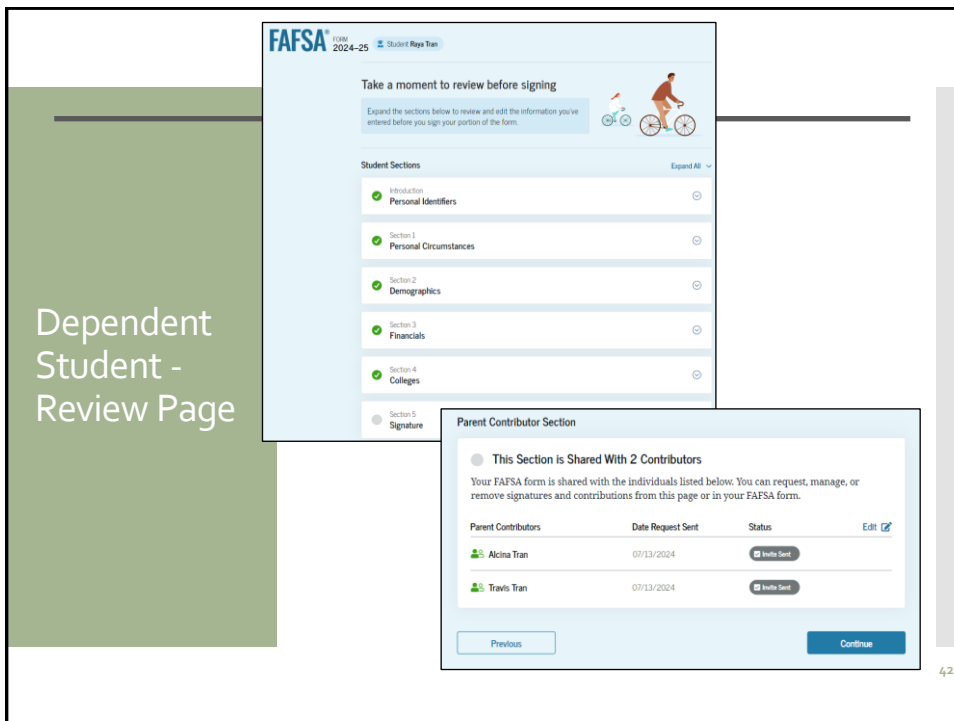 Dependent
Student -
Review Page
FAFSA® FORM 2024–25 Student Raya Tran
Take a moment to review before signing
Expand the sections below to review and edit the information you've
entered before you sign your portion of the form.
Student Sections Expand All
Introduction
Personal Identifiers
Section 1
Personal Circumstances
Section 2
Demographics
Section 3
Financials
Section 4
Colleges
Section 5
Signature
Parent Contributor Section
This Section is Shared With 2 Contributors
Your FAFSA form is shared with the individuals listed below. You can request, manage, or
remove signatures and contributions from this page or in your FAFSA form.
Parent Contributors Date Request Sent Status Edit
Alcina Tran 07/13/2024 Invite Sent
Travis Tran 07/13/2024 Invite Sent
Previous Continue
42